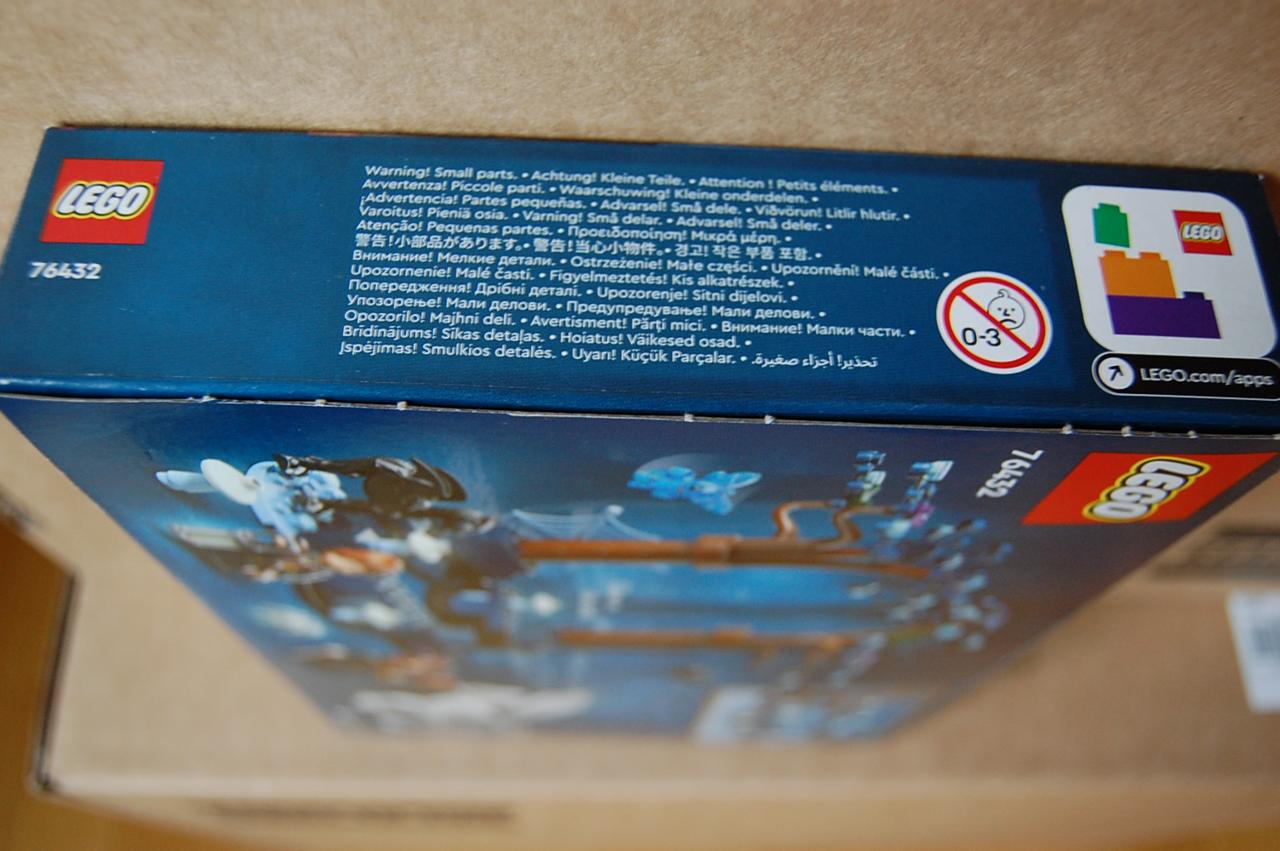 LEGO
76432
Warning! Small parts. • Achtung! Kleine Teile. • Attention ! Petits éléments. •
Avvertenza! Piccole parti. • Waarschuwing! Kleine onderdelen. •
¡Advertencia! Partes pequeñas. • Advarsel! Små dele. • Viðvörun! Litlir hlutir. •
Varoitus! Pieniä osia. • Varning! Små delar. • Advarsel! Små deler. •
Atenção! Pequenas partes. • Προειδοποίηση! Μικρά μέρη. •
警告!小部品があります。• 警告!当心小物件。• 경고! 작은 부품 포함. •
Внимание! Мелкие детали. • Ostrzeżenie! Małe części. • Upozornění! Malé části. •
Upozornenie! Malé časti. • Figyelmeztetés! Kis alkatrészek. •
Попередження! Дрібні деталі. • Upozorenje! Sitni dijelovi. •
Упозорење! Мали делови. • Предупредување! Мали делови. •
Opozorilo! Majhni deli. • Avertisment! Părți mici. • Внимание! Малки части. •
Brīdinājums! Sīkas detaļas. • Hoiatus! Väikesed osad. •
Įspėjimas! Smulkios detalės. • Uyarı! Küçük Parçalar. • تحذير! أجزاء صغيرة.
0-3
LEGO
LEGO.com/apps
76432
LEGO